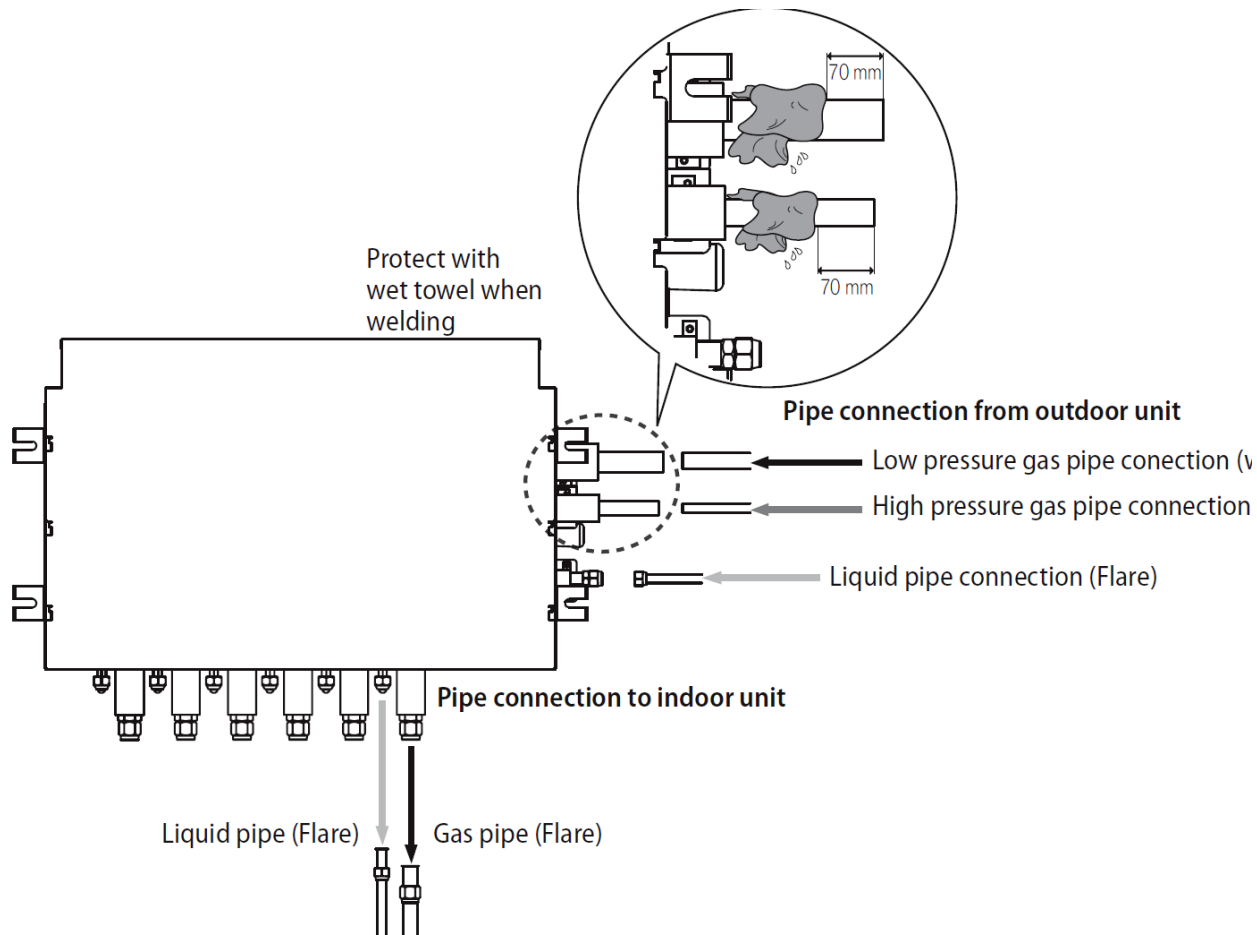 70 mm
70 mm
Protect with
wet towel when
welding
Pipe connection from outdoor unit
Low pressure gas pipe conection (
High pressure gas pipe connection
Liquid pipe connection (Flare)
Pipe connection to indoor unit
Liquid pipe (Flare)
Gas pipe (Flare)